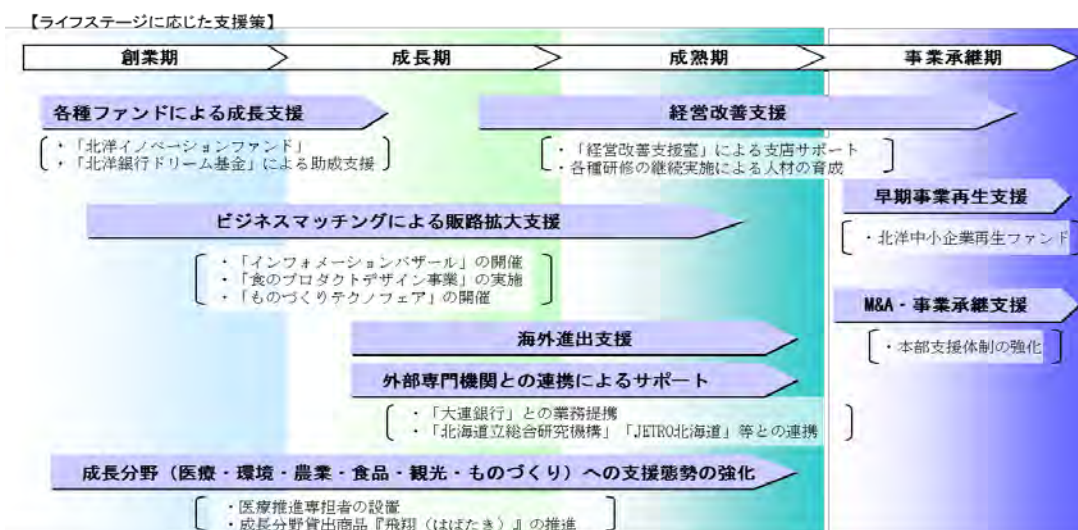 【ライフステージに応じた支援策】
創業期
成長期
成熟期
事業承継期
各種ファンドによる成長支援
・「北洋イノベーションファンド」
・「北洋銀行ドリーム基金」による助成支援
経営改善支援
・「経営改善支援室」による支店サポート
・各種研修の継続実施による人材の育成
早期事業再生支援
・北洋中小企業再生ファンド
ビジネスマッチングによる販路拡大支援
・「インフォメーションバザール」の開催
・「食のプロダクトデザイン事業」の実施
・「ものづくりテクノフェア」の開催
M&A・事業承継支援
・本部支援体制の強化
海外進出支援
外部専門機関との連携によるサポート
・「大連銀行」との業務提携
・「北海道立総合研究機構」「JETRO北海道」等との連携
成長分野（医療・環境・農業・食品・観光・ものづくり）への支援態勢の強化
・医療推進専担者の設置
・成長分野貸出商品『飛翔（はばたき）』の推進